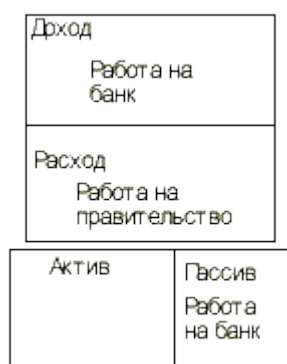 Доход
Работа на
банк
Расход
Работа на
правительство
Актив
Пассив
Работа
на банк